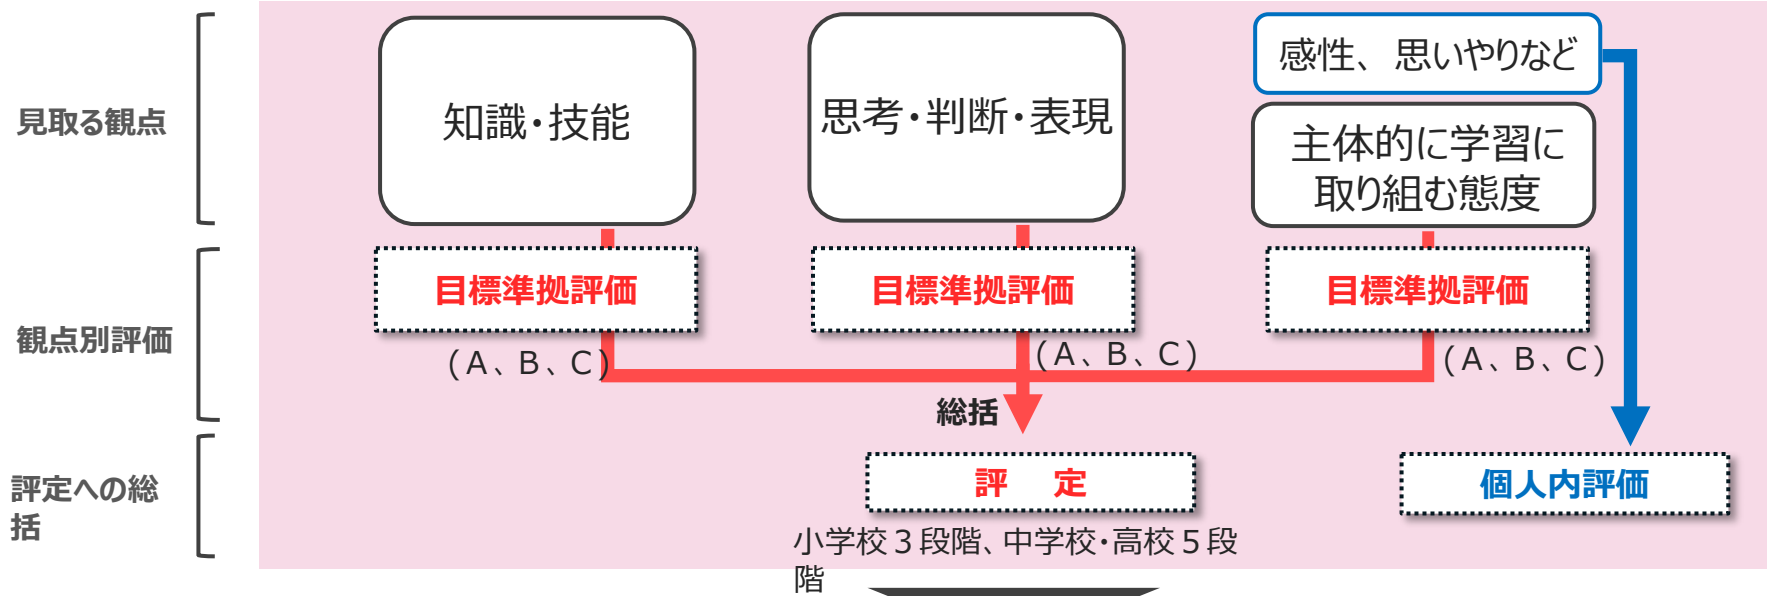 見取る観点
知識・技能
思考・判断・表現
感性、思いやりなど
主体的に学習に
取り組む態度
観点別評価
目標準拠評価
目標準拠評価
目標準拠評価
(A、B、C)
(A、B、C)
(A、B、C)
総括
評定への総
括
評　定
個人内評価
小学校３段階、中学校・高校５段
階